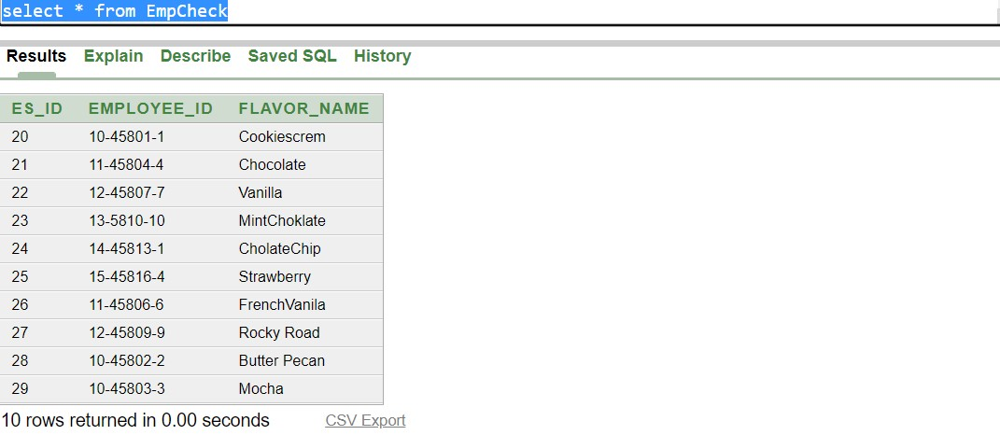 select * from EmpCheck
Results Explain Describe Saved SQL History
ES_ID EMPLOYEE_ID FLAVOR_NAME
20 10-45801-1 Cookiescrem
21 11-45804-4 Chocolate
22 12-45807-7 Vanilla
23 13-5810-10 MintChoklate
24 14-45813-1 CholateChip
25 15-45816-4 Strawberry
26 11-45806-6 FrenchVanila
27 12-45809-9 Rocky Road
28 10-45802-2 Butter Pecan
29 10-45803-3 Mocha
10 rows returned in 0.00 seconds CSV Export